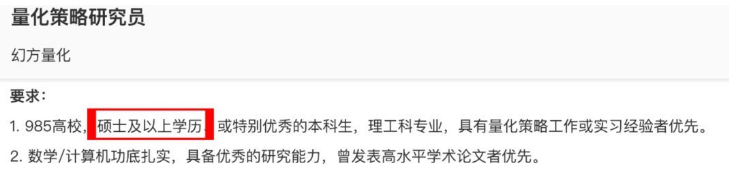 量化策略研究员
幻方量化
要求：
1. 985高校，硕士及以上学历，或特别优秀的本科生，理工科专业，具有量化策略工作或实习经验者优先。
2. 数学/计算机功底扎实，具备优秀的研究能力，曾发表高水平学术论文者优先。